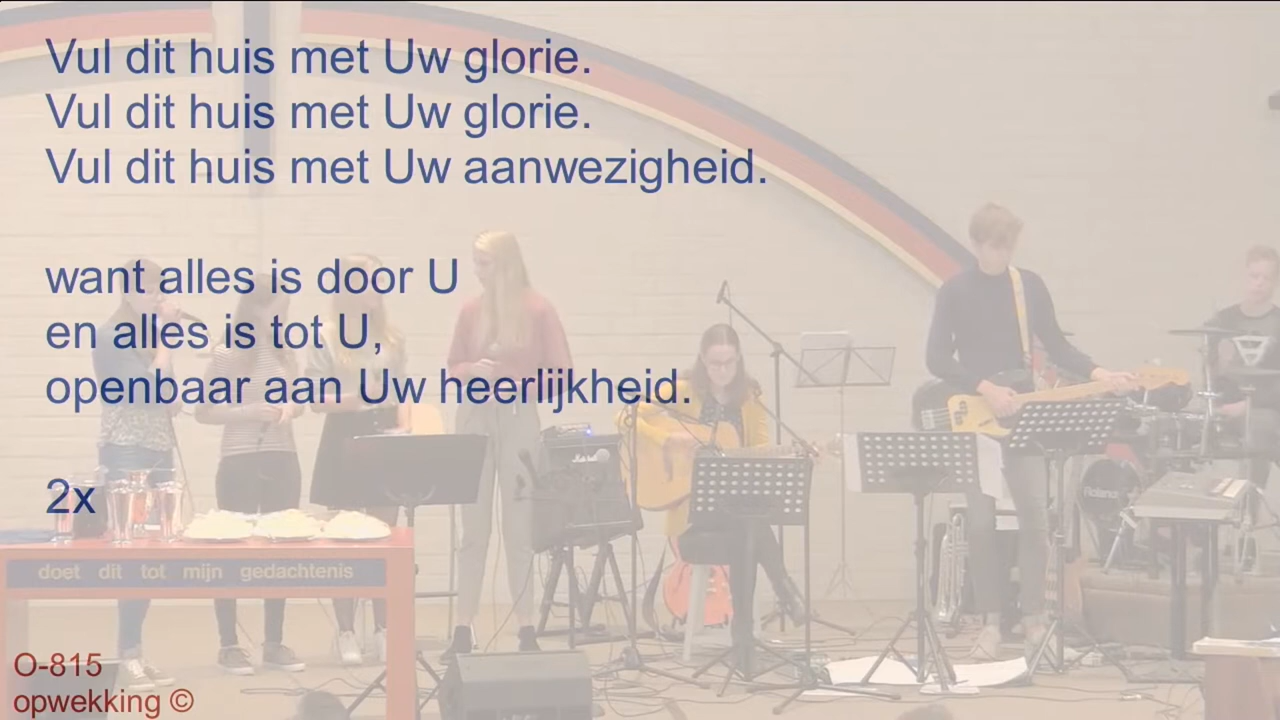 Vul dit huis met Uw glorie.
Vul dit huis met Uw glorie.
Vul dit huis met Uw aanwezigheid.
want alles is door U
en alles is tot U,
openbaar aan Uw heerlijkheid.
2x
doet dit tot mijn gedachtenis
Roland
O-815
opwekking ©